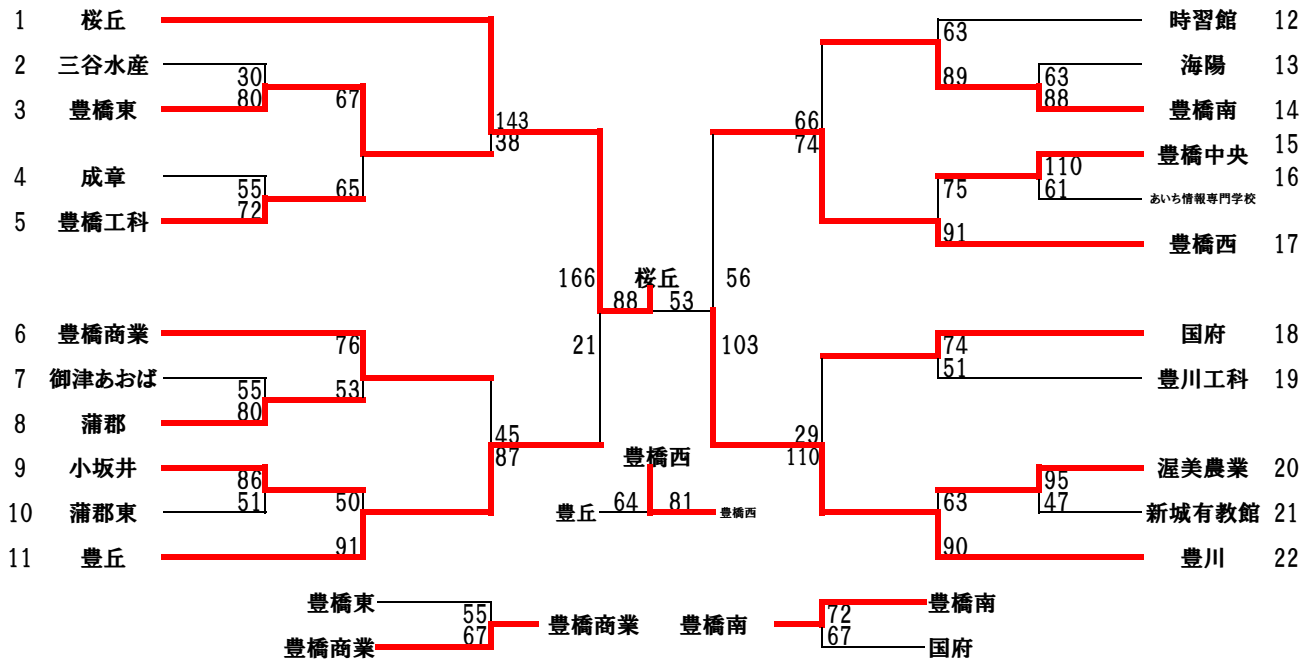 1 桜丘
時習館 12
63
2 三谷水産
海陽 13
30
67
89
63
80
88
3 豊橋東
豊橋南 14
143
66
38
74
豊橋中央 15
110
16
4 成章
55
65
75
61
あいち情報専門学校
72
5 豊橋工科
91
豊橋西 17
166
桜丘
56
88
53
6 豊橋商業
国府 18
76
21
103
74
7 御津あおば
55
53
51
豊川工科 19
80
8 蒲郡
45
29
87
豊橋西
110
9 小坂井
渥美農業 20
86
95
51
50
63
47
10 蒲郡東
豊丘
64
81
豊橋西
新城有教館 21
91
90
11 豊丘
豊川 22
豊橋東
豊橋南
55
72
豊橋商業
豊橋南
67
67
豊橋商業
国府